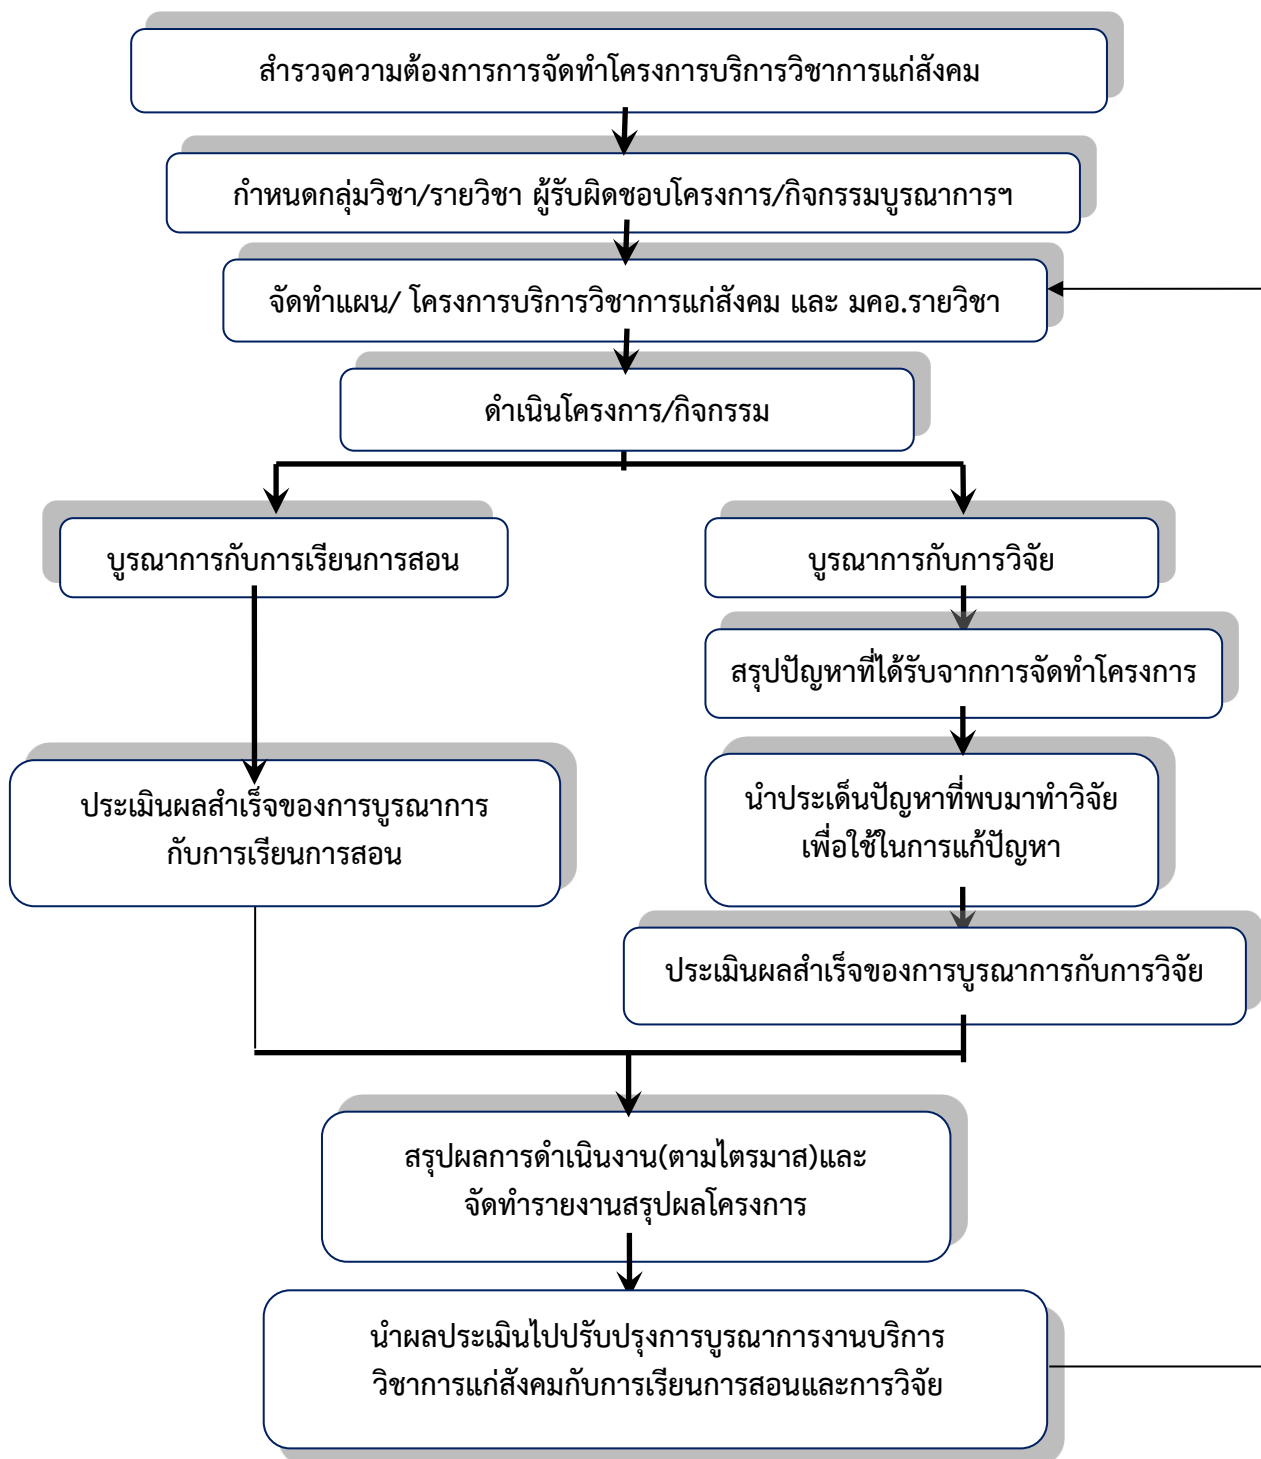 สำรวจความต้องการการจัดทำโครงการบริการวิชาการแก่สังคม
กำหนดกลุ่มวิชา/รายวิชา ผู้รับผิดชอบโครงการ/กิจกรรมบูรณาการฯ
จัดทำแผน/ โครงการบริการวิชาการแก่สังคม และ มคอ.รายวิชา
ดำเนินโครงการ/กิจกรรม
บูรณาการกับการเรียนการสอน
บูรณาการกับการวิจัย
สรุปปัญหาที่ได้รับจากการจัดทำโครงการ
ประเมินผลสำเร็จของการบูรณาการ
กับการเรียนการสอน
นำประเด็นปัญหาที่พบมาทำวิจัย
เพื่อใช้ในการแก้ปัญหา
ประเมินผลสำเร็จของการบูรณาการกับการวิจัย
สรุปผลการดำเนินงาน(ตามไตรมาส)และ
จัดทำรายงานสรุปผลโครงการ
นำผลประเมินไปปรับปรุงการบูรณาการงานบริการ
วิชาการแก่สังคมกับการเรียนการสอนและการวิจัย